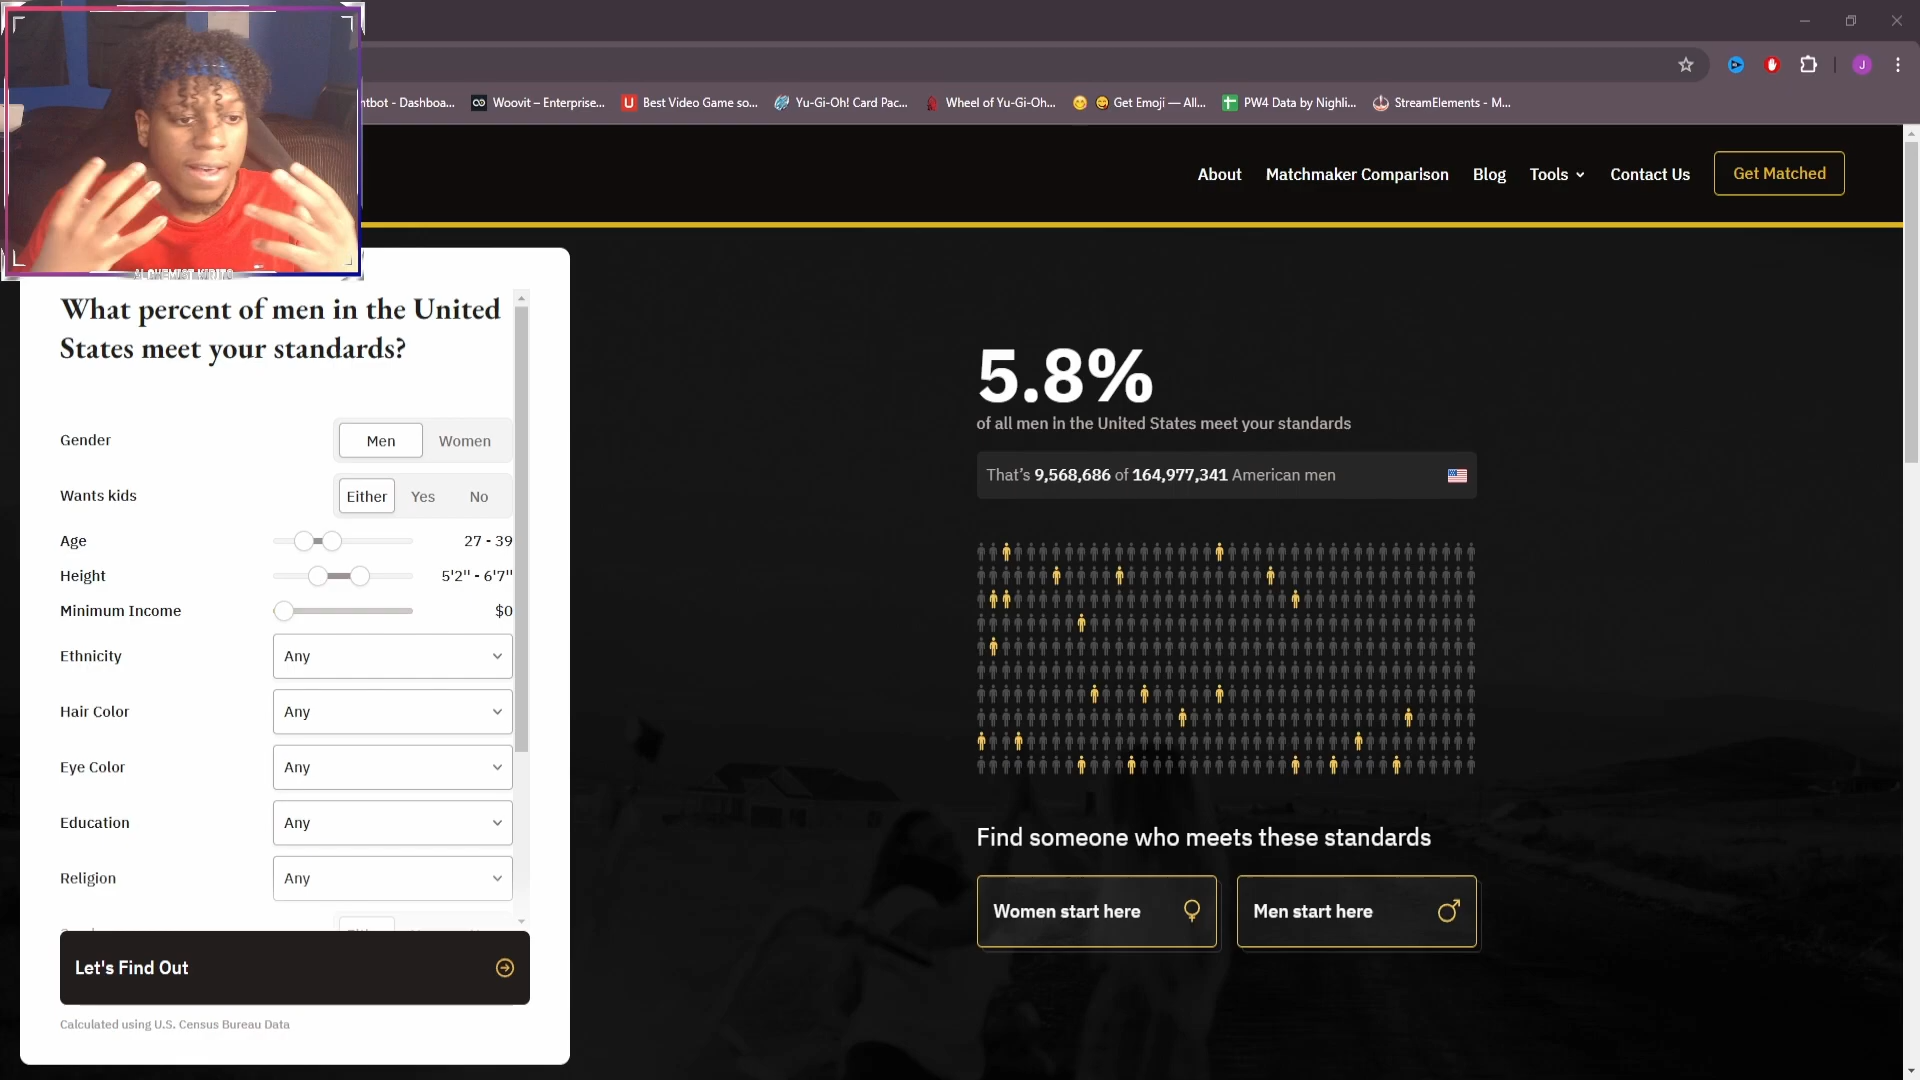 ntbot - Dashboa...
Woovit – Enterprise...
Best Video Game so...
Yu-Gi-Oh! Card Pac...
Wheel of Yu-Gi-Oh...
Get Emoji — All...
PW4 Data by Nighli...
StreamElements - M...
J
About
Matchmaker Comparison
Blog
Tools
Contact Us
Get Matched
What percent of men in the United
States meet your standards?
Gender
Men
Women
Wants kids
Either
Yes
No
Age
27 - 39
Height
5'2" - 6'7"
Minimum Income
$0
Ethnicity
Any
Hair Color
Any
Eye Color
Any
Education
Any
Religion
Any
Let's Find Out
Calculated using U.S. Census Bureau Data
5.8%
of all men in the United States meet your standards
That's 9,568,686 of 164,977,341 American men
Find someone who meets these standards
Women start here
Men start here